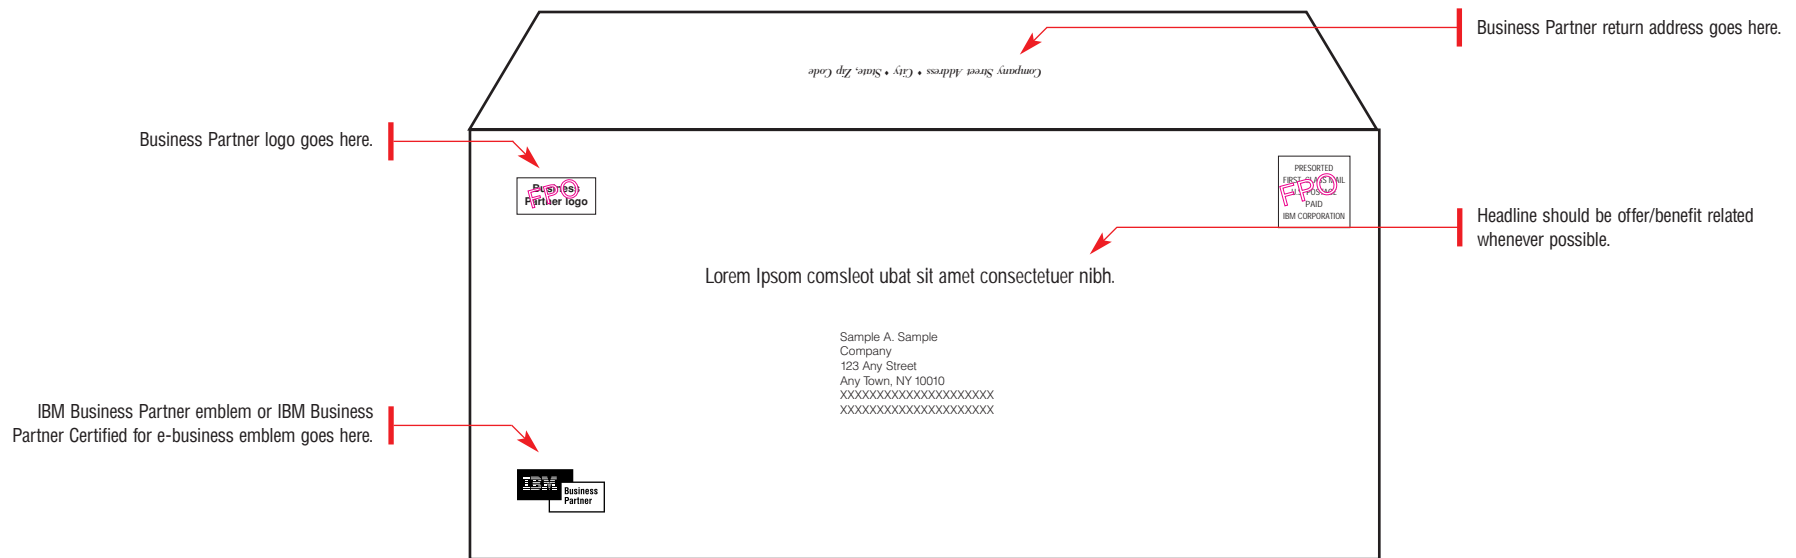 Business Partner return address goes here.
Company Street Address * City * State, Zip Code
Business Partner logo goes here.
Business
Partner logo
FPO
PRESORTED
FIRST-CLASS MAIL
U.S. POSTAGE
PAID
IBM CORPORATION
FPO
Headline should be offer/benefit related
whenever possible.
Lorem Ipsom comsleot ubat sit amet consectetuer nibh.
Sample A. Sample
Company
123 Any Street
Any Town, NY 10010
XXXXXXXXXXXXXXXXXXXXX
XXXXXXXXXXXXXXXXXXXXX
IBM Business Partner emblem or IBM Business
Partner Certified for e-business emblem goes here.
IBM
Business
Partner